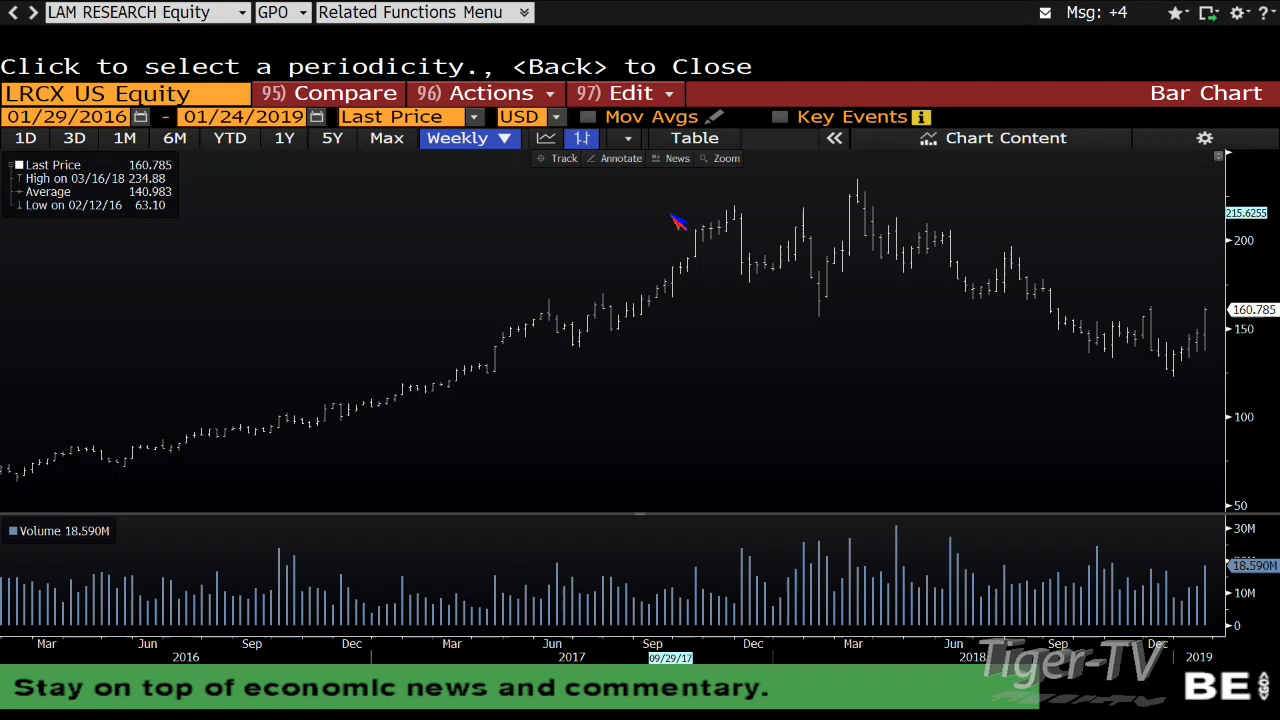 LAM RESEARCH Equity GPO Related Functions Menu Msg: +4 ?
Click to select a periodicity., <Back> to Close
LRCX US Equity 95) Compare 96) Actions 97) Edit Bar Chart
01/29/2016 - 01/24/2019 Last Price USD Mov Avgs Key Events i
1D 3D 1M 6M YTD 1Y 5Y Max Weekly ▼ Table « Chart Content
Track Annotate News Zoom
Last Price 160.785
High on 03/16/18 234.88
Average 140.983
Low on 02/12/16 63.10
215.6255
200
160.785
150
100
50
Volume 18.590M
30M
18.590M
10M
0
Mar Jun Sep Dec Mar Jun Sep Dec Mar Jun Sep Dec
2016 2017 09/29/17 2018 2019
Tiger-TV
Stay on top of economic news and commentary.
BE